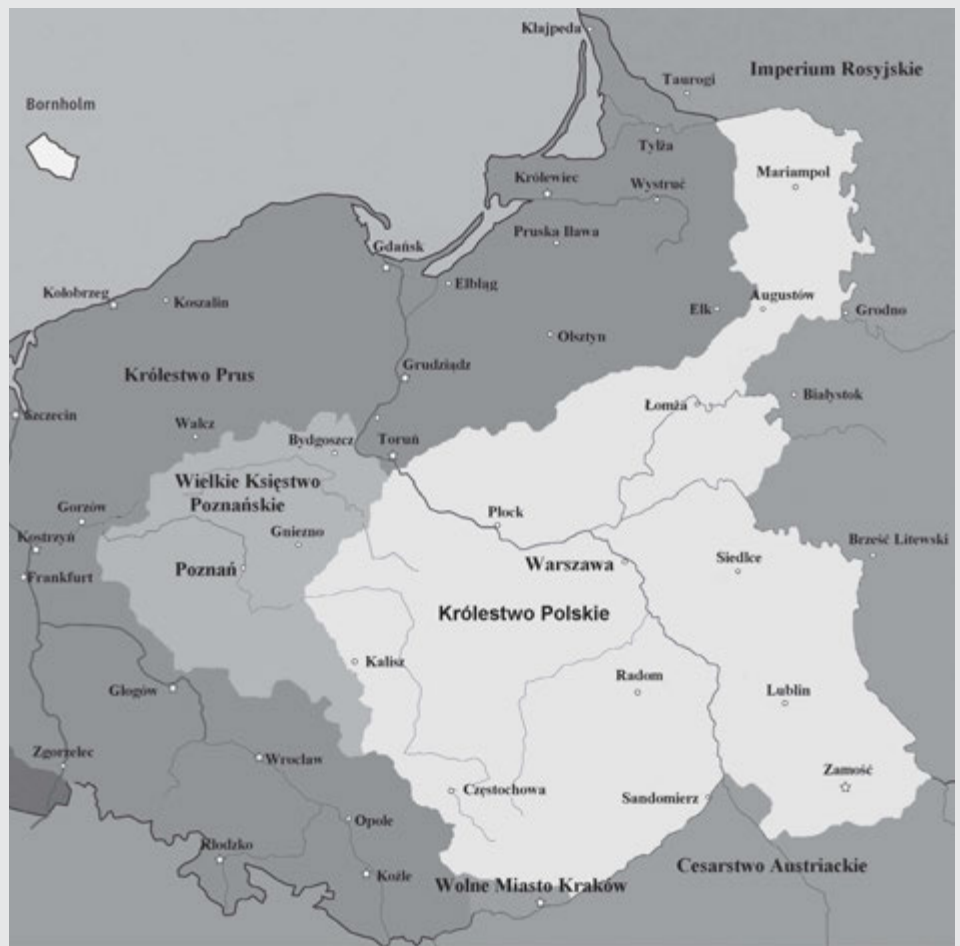 Kłajpeda
Taurogi
Imperium Rosyjskie
Bornholm
Tylża
Mariampol
Królewiec
Wystruć
Pruska Iława
Gdańsk
Elbląg
Kołobrzeg
Koszalin
Ełk
Augustów
Grodno
Olsztyn
Grudziądz
Królestwo Prus
Łomża
Białystok
Szczecin
Wałcz
Bydgoszcz
Toruń
Wielkie Księstwo
Poznańskie
Gorzów
Płock
Gniezno
Kostrzyń
Brześć Litewski
Siedlce
Warszawa
Poznań
Frankfurt
Królestwo Polskie
Kalisz
Radom
Głogów
Lublin
Zgorzelec
Wrocław
Zamość
Częstochowa
Sandomierz
Opole
Kłodzko
Cesarstwo Austriackie
Koźle
Wolne Miasto Kraków